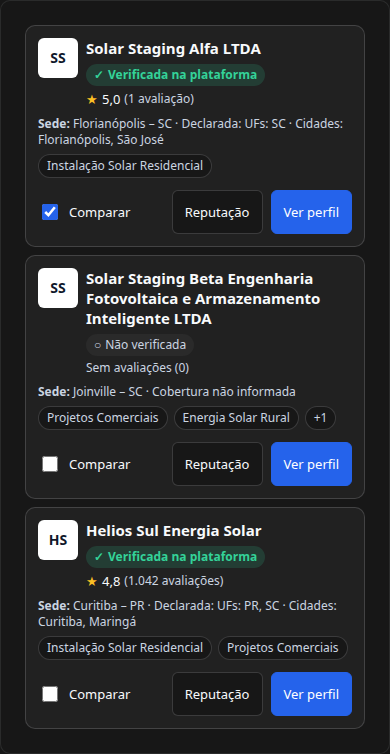 SS
Solar Staging Alfa LTDA
✓ Verificada na plataforma
★ 5,0 (1 avaliação)
Sede: Florianópolis – SC · Declarada: UFs: SC · Cidades:
Florianópolis, São José
Instalação Solar Residencial
Comparar
Reputação
Ver perfil
SS
Solar Staging Beta Engenharia
Fotovoltaica e Armazenamento
Inteligente LTDA
○ Não verificada
Sem avaliações (0)
Sede: Joinville – SC · Cobertura não informada
Projetos Comerciais
Energia Solar Rural
+1
Comparar
Reputação
Ver perfil
HS
Helios Sul Energia Solar
✓ Verificada na plataforma
★ 4,8 (1.042 avaliações)
Sede: Curitiba – PR · Declarada: UFs: PR, SC · Cidades:
Curitiba, Maringá
Instalação Solar Residencial
Projetos Comerciais
Comparar
Reputação
Ver perfil